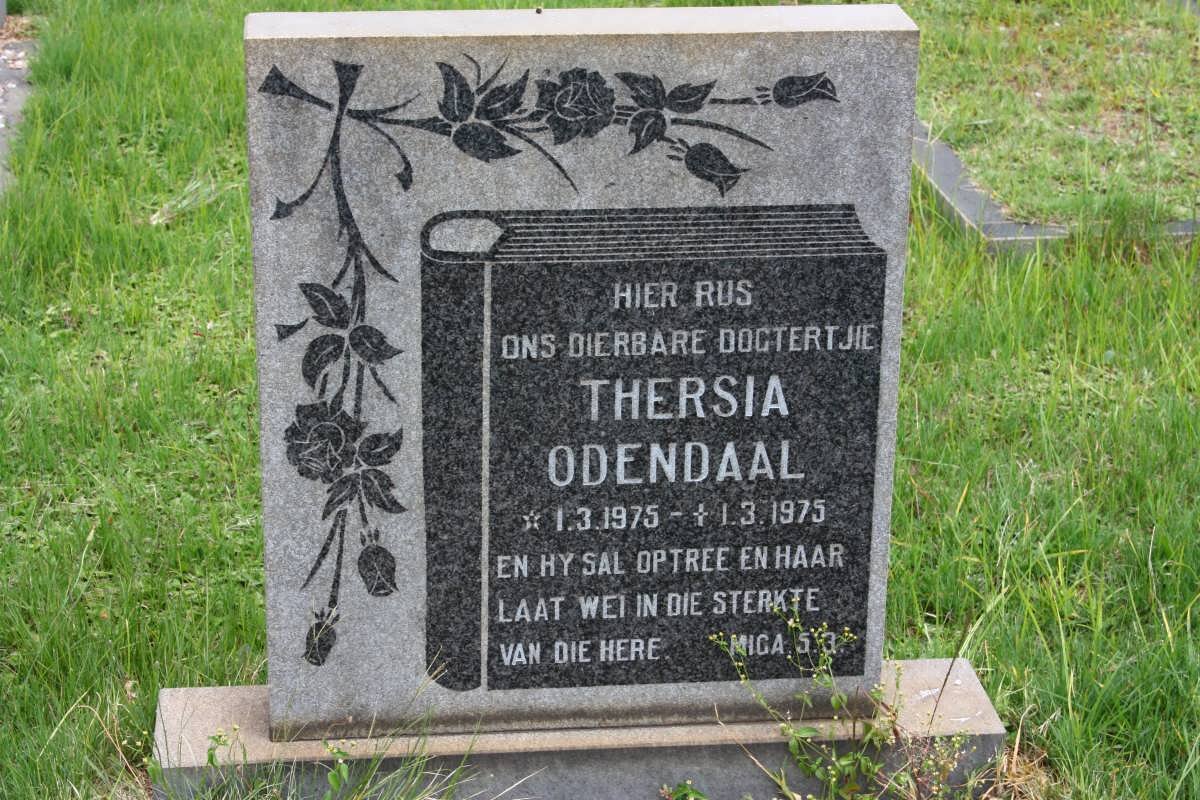 HIER RUS
ONS DIERBARE DOGTERTJIE
THERSIA
ODENDAAL
☆ 1.3.1975 - † 1.3.1975
EN HY SAL OPTREE EN HAAR
LAAT WEI IN DIE STERKTE
VAN DIE HERE. MIGA. 5:3.